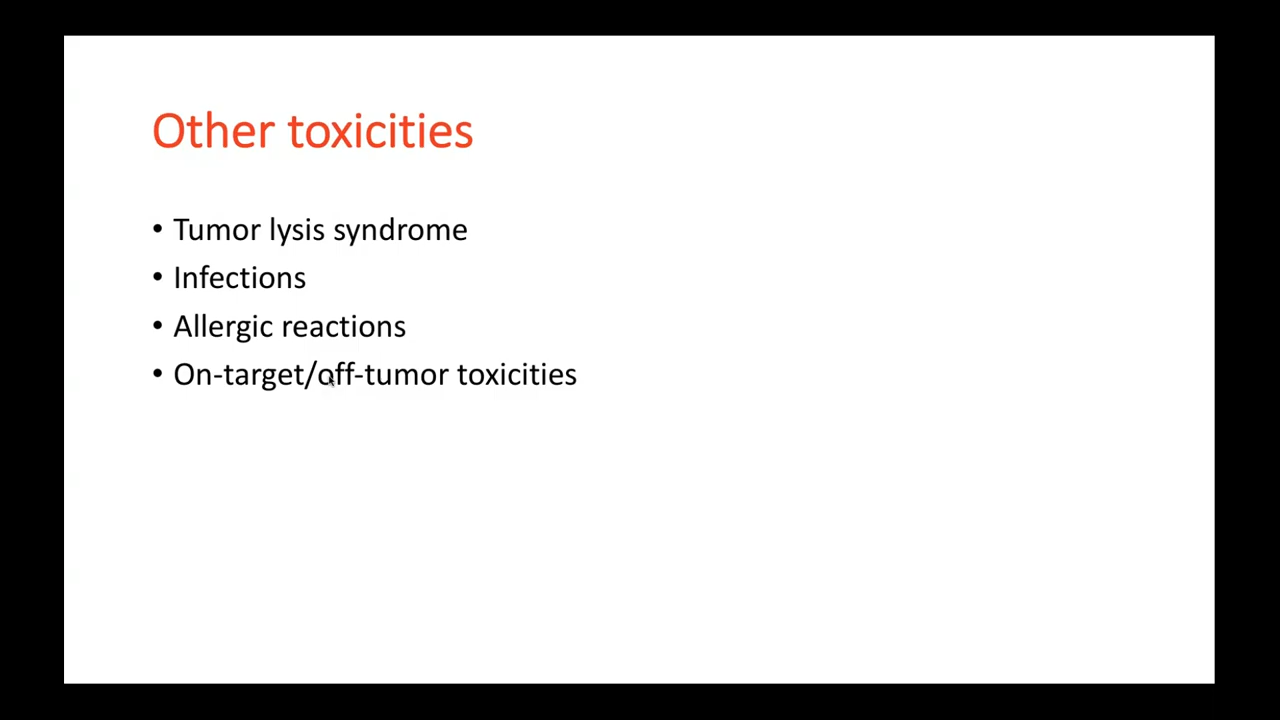 Other toxicities
• Tumor lysis syndrome
• Infections
• Allergic reactions
• On-target/off-tumor toxicities